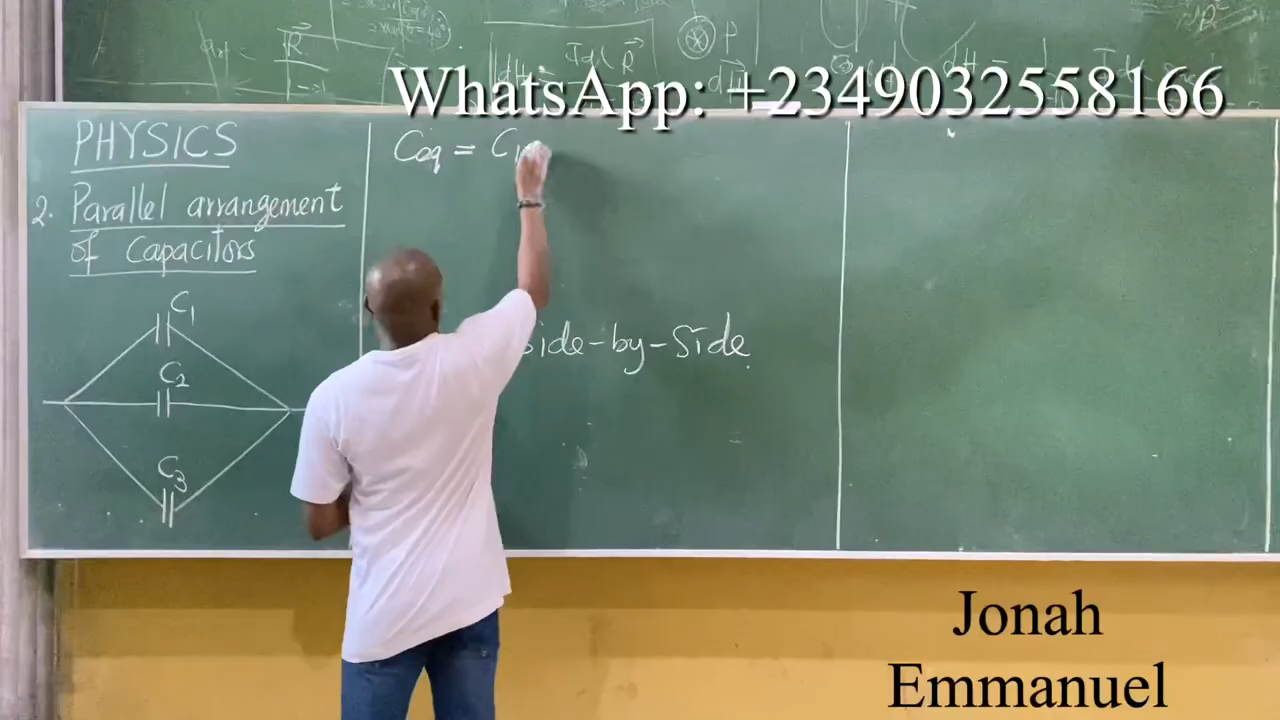 WhatsApp: +2349032558166
PHYSICS
2. Parallel arrangement
of Capacitors
C1
C2
C3
Ceq = C1
side-by-side.
Jonah
Emmanuel